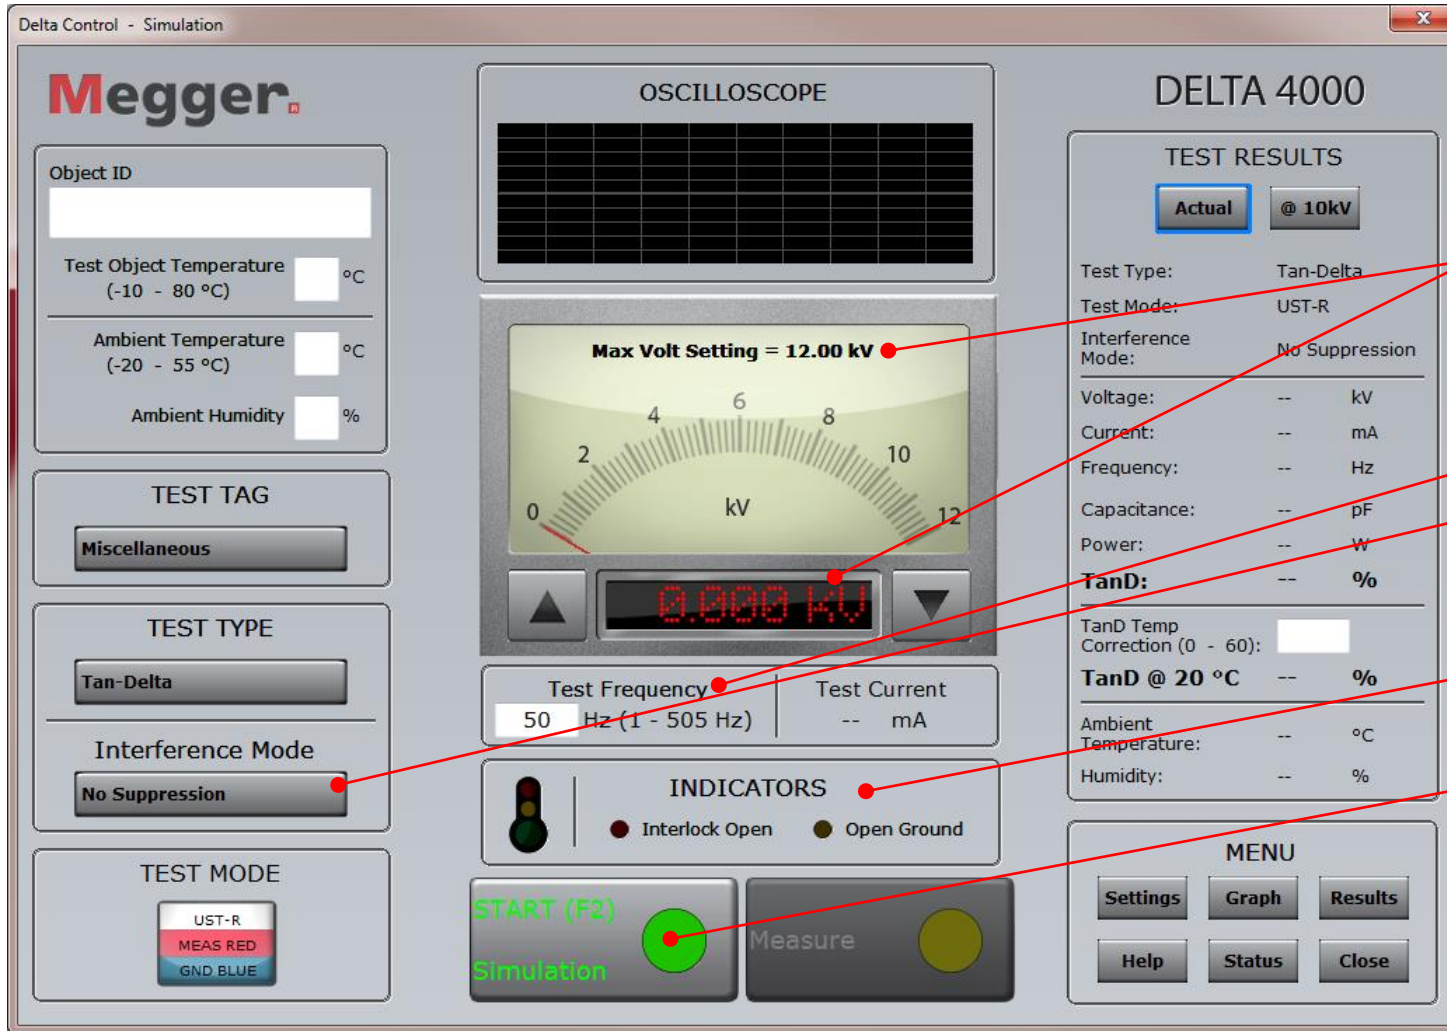 Delta Control - Simulation
Megger
Object ID
Test Object Temperature
(-10 - 80 °C)
°C
Ambient Temperature
(-20 - 55 °C)
°C
Ambient Humidity
%
TEST TAG
Miscellaneous
TEST TYPE
Tan-Delta
Interference Mode
No Suppression
TEST MODE
UST-R
MEAS RED
GND BLUE
OSCILLOSCOPE
Max Volt Setting = 12.00 kV
0 2 4 6 8 10 12
kV
0.000 kV
Test Frequency
50 Hz (1 - 505 Hz)
Test Current
-- mA
INDICATORS
Interlock Open
Open Ground
START (F2)
Simulation
Measure
DELTA 4000
TEST RESULTS
Actual
@ 10kV
Test Type: Tan-Delta
Test Mode: UST-R
Interference
Mode: No Suppression
Voltage: -- kV
Current: -- mA
Frequency: -- Hz
Capacitance: -- pF
Power: -- W
TanD: -- %
TanD Temp
Correction (0 - 60):
TanD @ 20 °C -- %
Ambient
Temperature: -- °C
Humidity: -- %
MENU
Settings Graph Results
Help Status Close